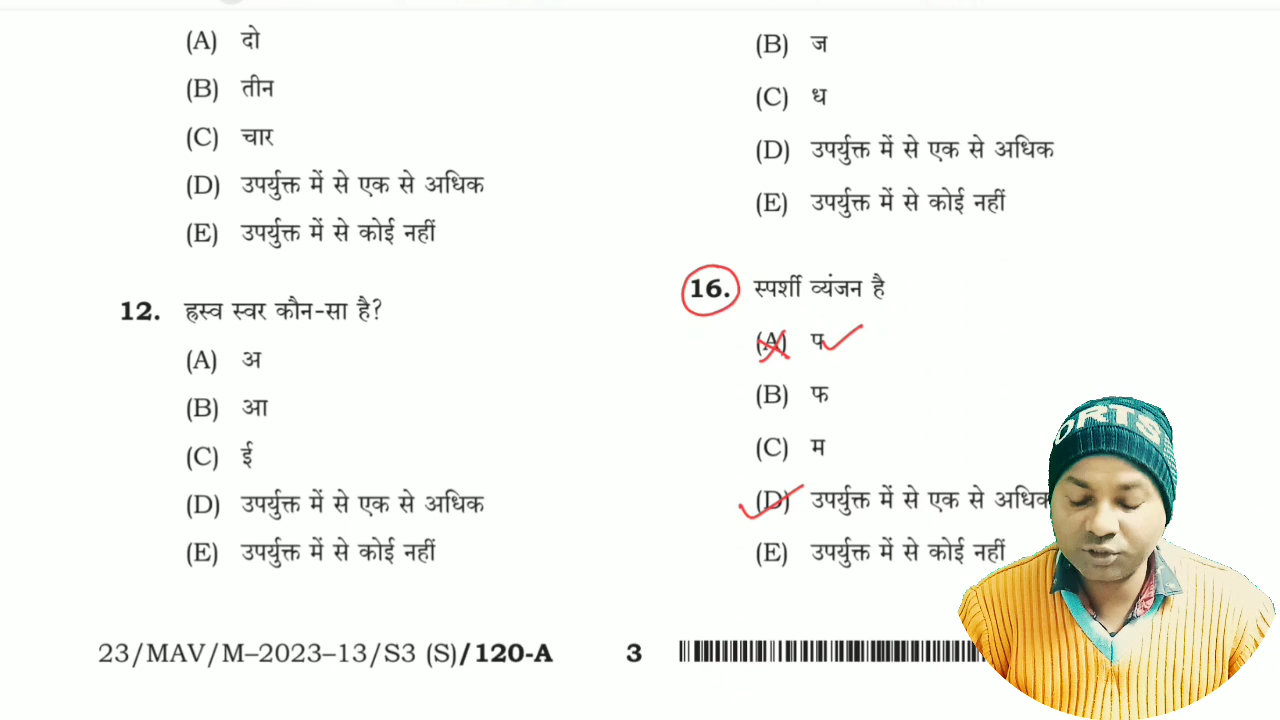 (A) दो
(B) तीन
(C) चार
(D) उपर्युक्त में से एक से अधिक
(E) उपर्युक्त में से कोई नहीं
12. ह्रस्व स्वर कौन-सा है?
(A) अ
(B) आ
(C) ई
(D) उपर्युक्त में से एक से अधिक
(E) उपर्युक्त में से कोई नहीं
(B) ज
(C) ध
(D) उपर्युक्त में से एक से अधिक
(E) उपर्युक्त में से कोई नहीं
16. स्पर्शी व्यंजन है
(A) प
(B) फ
(C) म
(D) उपर्युक्त में से एक से अधिक
(E) उपर्युक्त में से कोई नहीं
23/MAV/M–2023–13/S3 (S)/120-A 3
ORTS